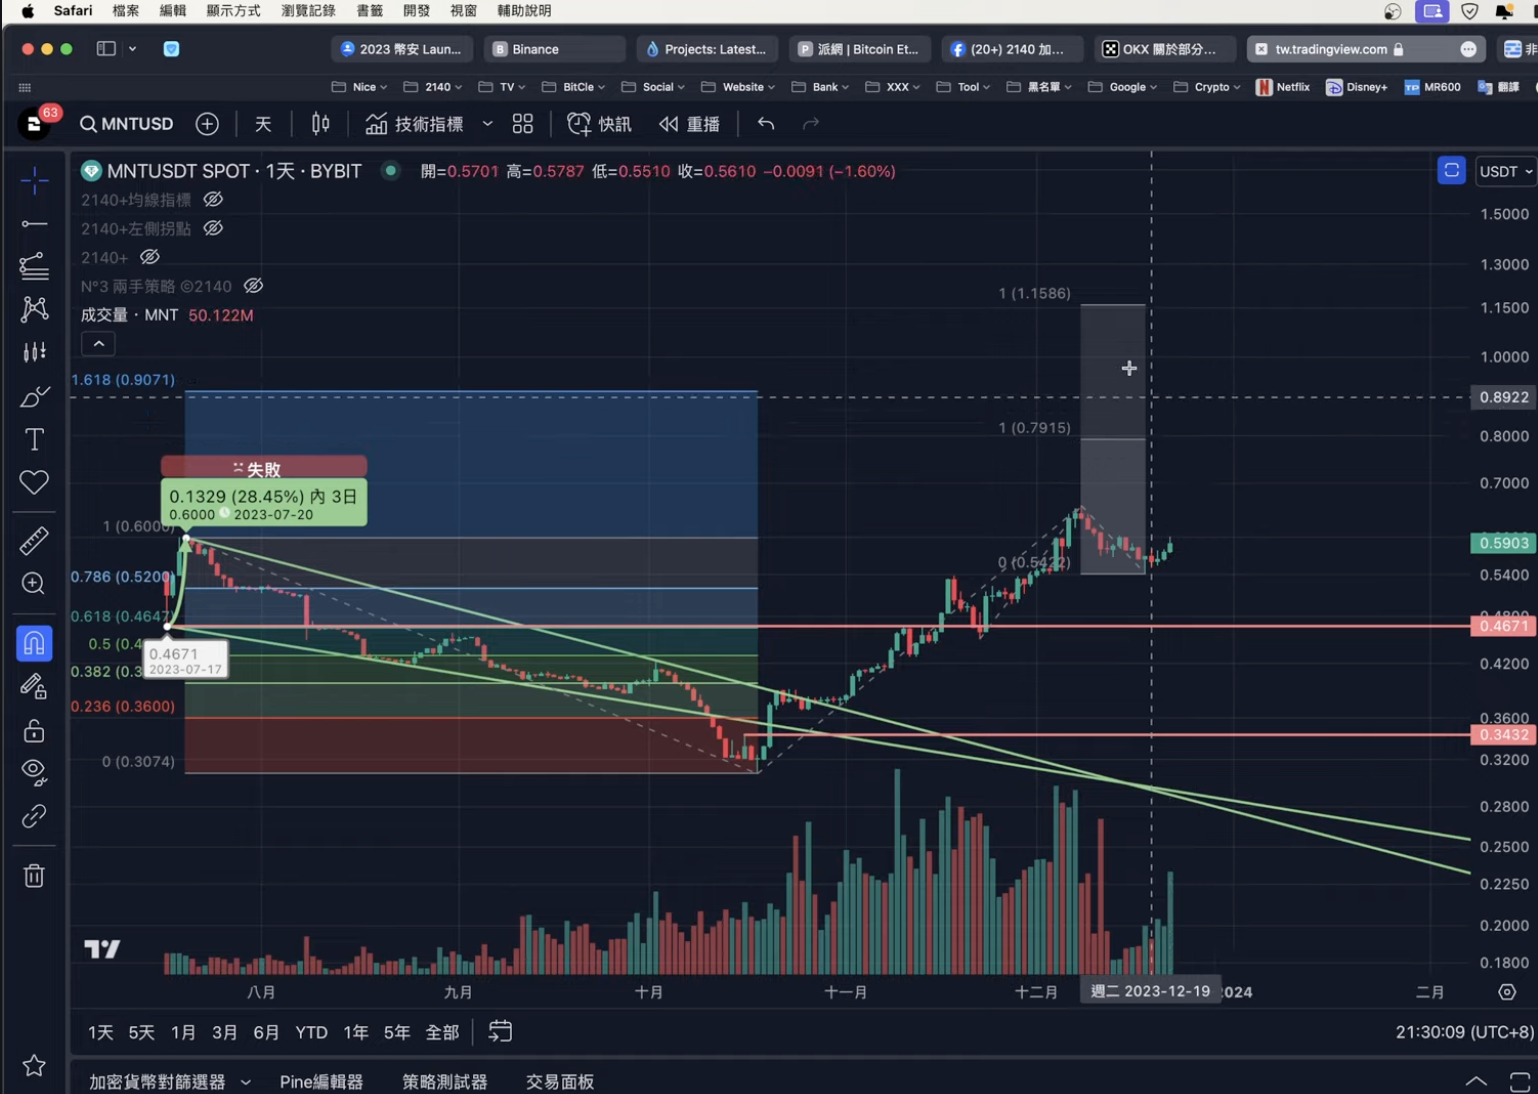 Safari 檔案 編輯 顯示方式 瀏覽記錄 書籤 開發 視窗 輔助說明
2023 幣安 Laun... Binance Projects: Latest... 派網 | Bitcoin Et... (20+) 2140 加... OKX 關於部分... tw.tradingview.com 非
Nice 2140 TV BitCle Social Website Bank XXX Tool 黑名單 Google Crypto Netflix Disney+ MR600 翻譯
63 MNTUSD 天 技術指標 快訊 重播
MNTUSDT SPOT · 1天 · BYBIT 開=0.5701 高=0.5787 低=0.5510 收=0.5610 −0.0091 (−1.60%) USDT
2140+均線指標
2140+左側拐點
2140+
N°3 兩手策略 ©2140
成交量 · MNT 50.122M
1.5000
1.3000
1.1500
1.0000
0.8922
0.8000
0.7000
0.5903
0.5400
0.4671
0.4200
0.3600
0.3432
0.3200
0.2800
0.2500
0.2250
0.2000
0.1800
1 (1.1586)
1 (0.7915)
0 (0.5422)
1.618 (0.9071)
失敗
0.1329 (28.45%) 內 3日
0.6000 2023-07-20
1 (0.6000)
0.786 (0.5200)
0.618 (0.4647)
0.5 (0.4
0.382 (0.3
0.236 (0.3600)
0 (0.3074)
0.4671
2023-07-17
八月 九月 十月 十一月 十二月 週二 2023-12-19 2024 二月
1天 5天 1月 3月 6月 YTD 1年 5年 全部 21:30:09 (UTC+8)
加密貨幣對篩選器 Pine編輯器 策略測試器 交易面板